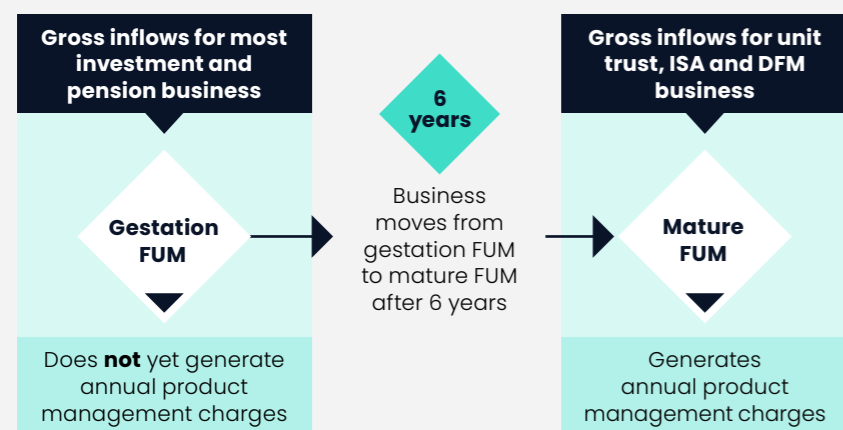 Gross inflows for most
investment and
pension business
Gestation
FUM
Does not yet generate
annual product
management charges
6
years
Business
moves from
gestation FUM
to mature FUM
after 6 years
Gross inflows for unit
trust, ISA and DFM
business
Mature
FUM
Generates
annual product
management charges